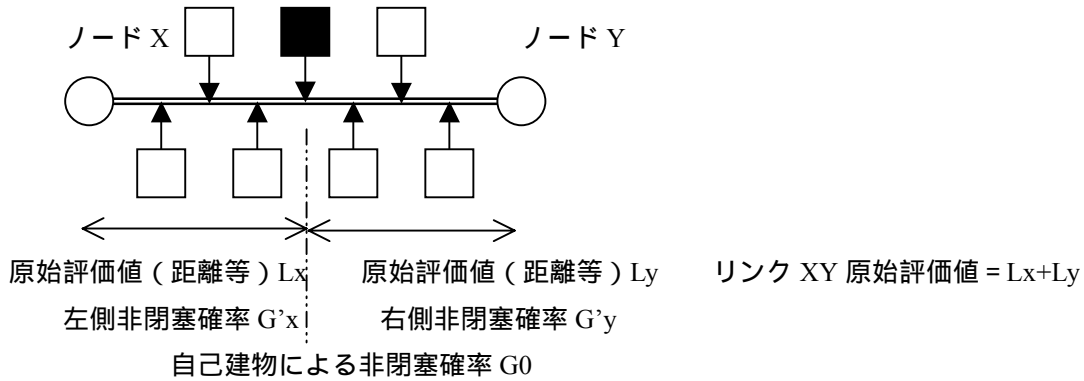 ノード X
ノード Y
原始評価値（距離等）Lx
原始評価値（距離等）Ly
リンク XY 原始評価値 = Lx+Ly
左側非閉塞確率 G'x
右側非閉塞確率 G'y
自己建物による非閉塞確率 G0